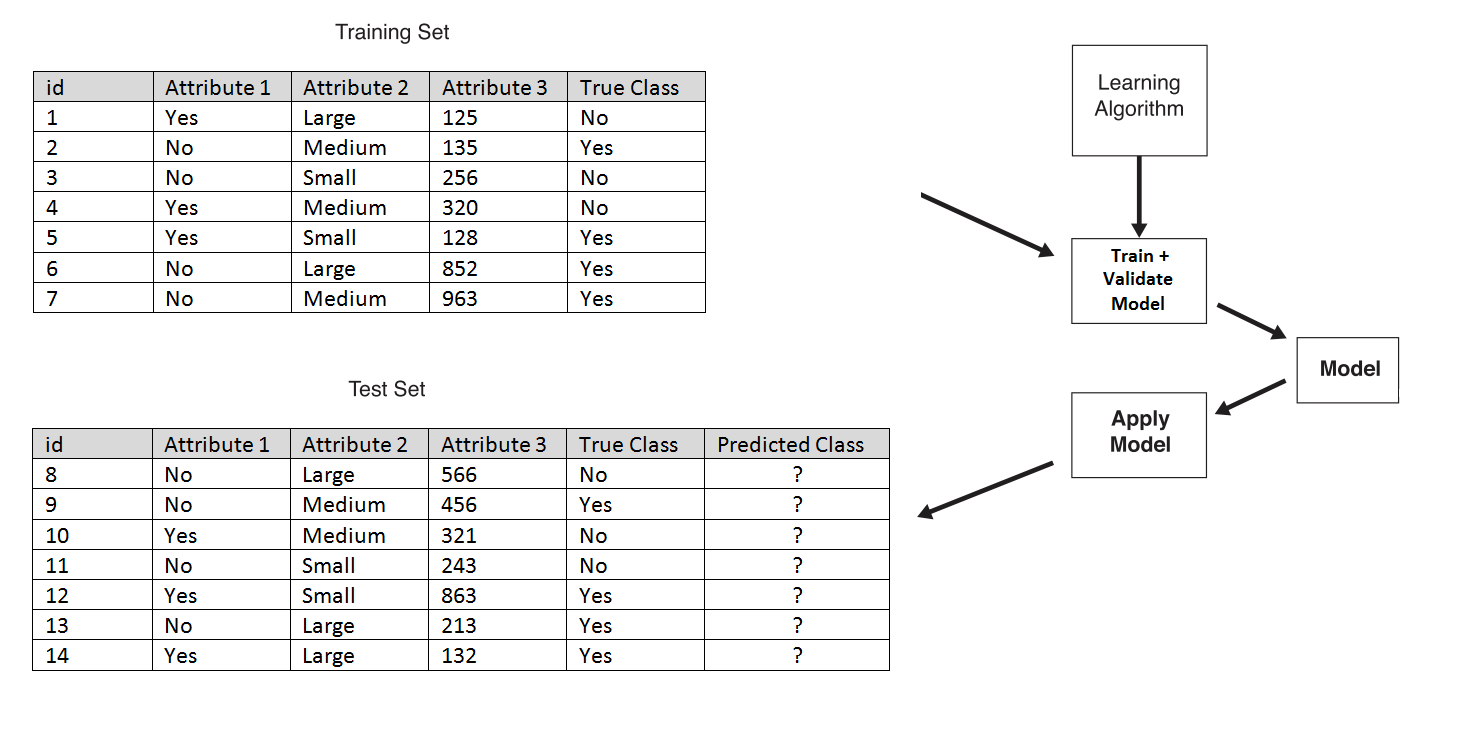 Training Set
id Attribute 1 Attribute 2 Attribute 3 True Class
1 Yes Large 125 No
2 No Medium 135 Yes
3 No Small 256 No
4 Yes Medium 320 No
5 Yes Small 128 Yes
6 No Large 852 Yes
7 No Medium 963 Yes
Test Set
id Attribute 1 Attribute 2 Attribute 3 True Class Predicted Class
8 No Large 566 No ?
9 No Medium 456 Yes ?
10 Yes Medium 321 No ?
11 No Small 243 No ?
12 Yes Small 863 Yes ?
13 No Large 213 Yes ?
14 Yes Large 132 Yes ?
Learning
Algorithm
Train +
Validate
Model
Model
Apply
Model